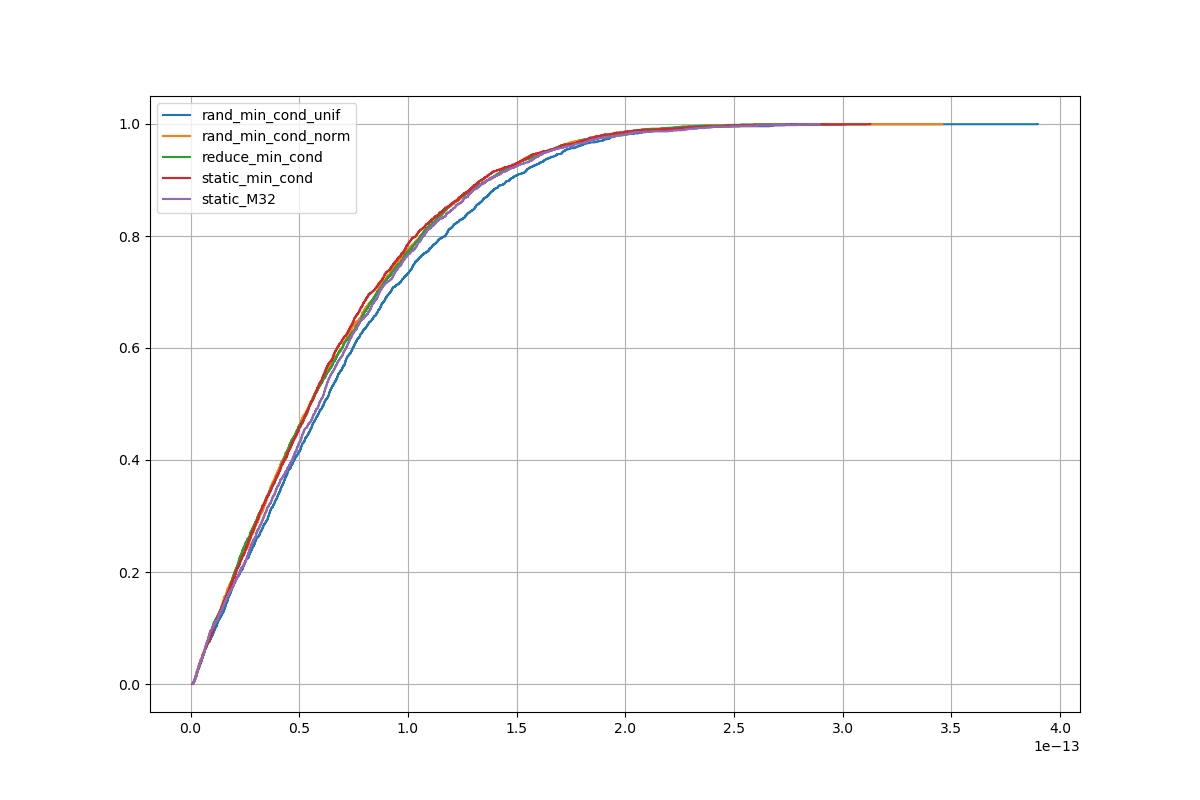 rand_min_cond_unif
rand_min_cond_norm
reduce_min_cond
static_min_cond
static_M32
1.0
0.8
0.6
0.4
0.2
0.0
0.0 0.5 1.0 1.5 2.0 2.5 3.0 3.5 4.0
1e−13